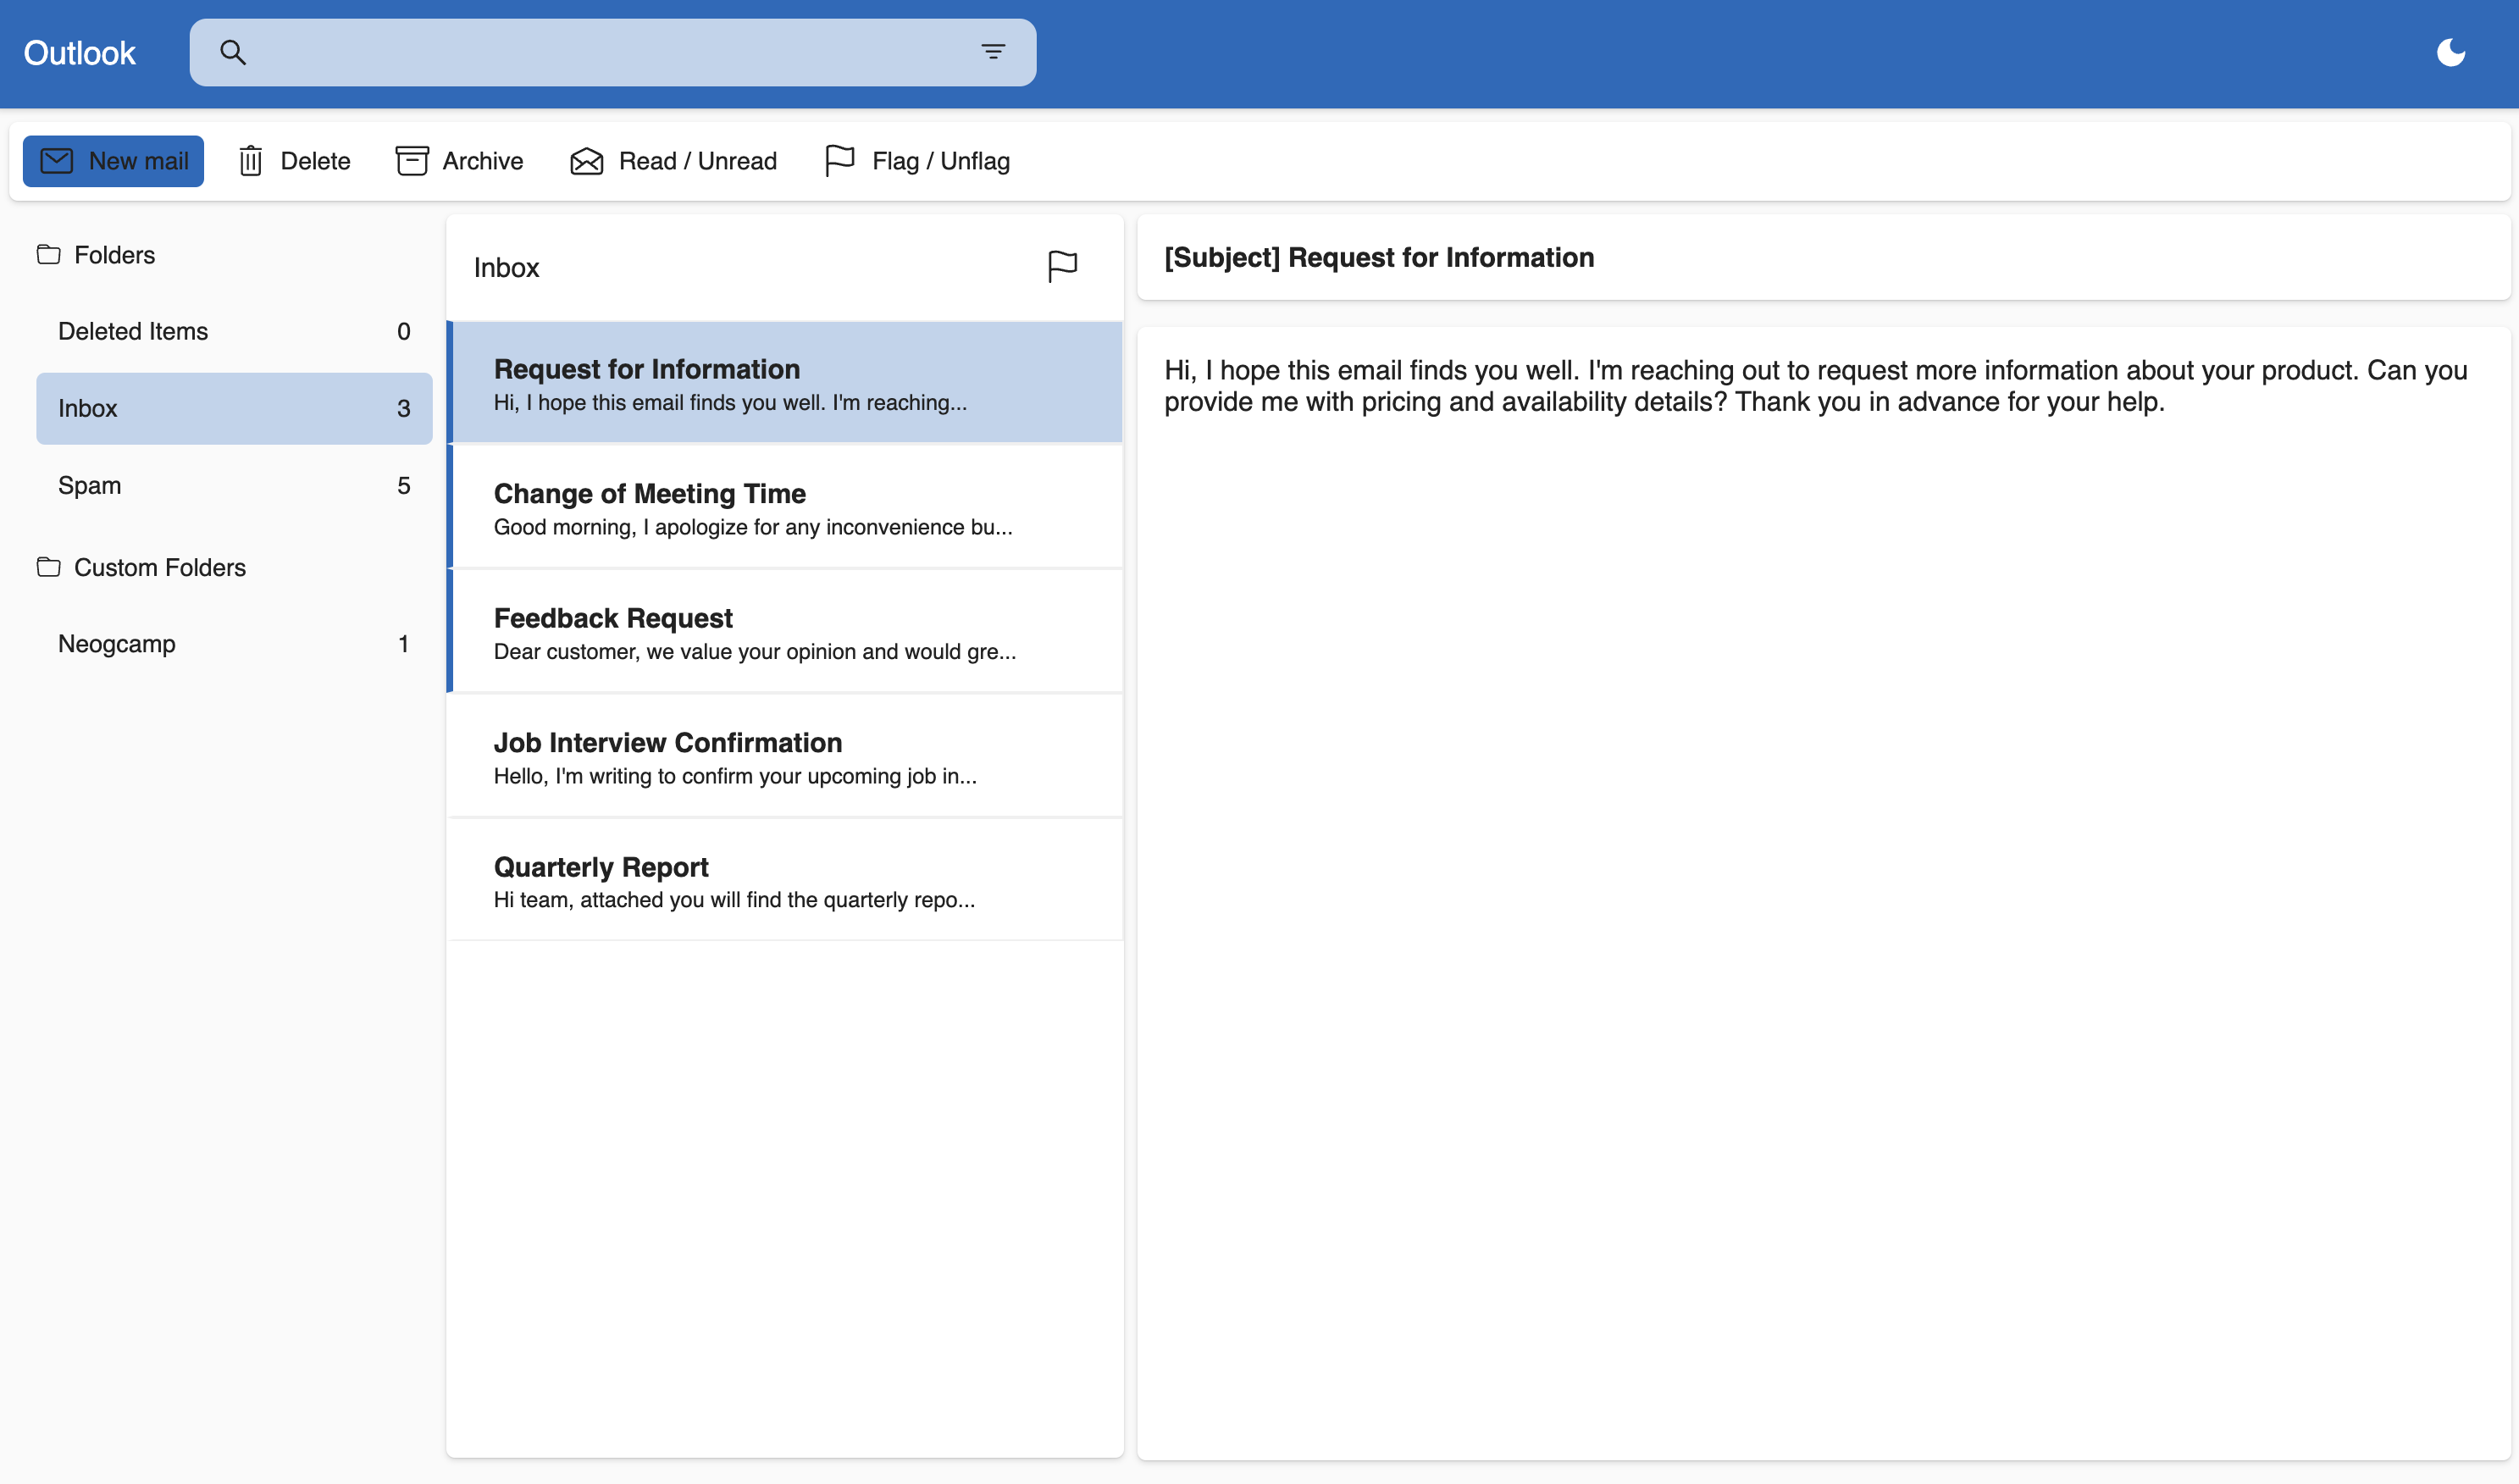 Outlook
New mail
Delete
Archive
Read / Unread
Flag / Unflag
Folders
Deleted Items 0
Inbox 3
Spam 5
Custom Folders
Neogcamp 1
Inbox
Request for Information
Hi, I hope this email finds you well. I'm reaching...
Change of Meeting Time
Good morning, I apologize for any inconvenience bu...
Feedback Request
Dear customer, we value your opinion and would gre...
Job Interview Confirmation
Hello, I'm writing to confirm your upcoming job in...
Quarterly Report
Hi team, attached you will find the quarterly repo...
[Subject] Request for Information
Hi, I hope this email finds you well. I'm reaching out to request more information about your product. Can you
provide me with pricing and availability details? Thank you in advance for your help.